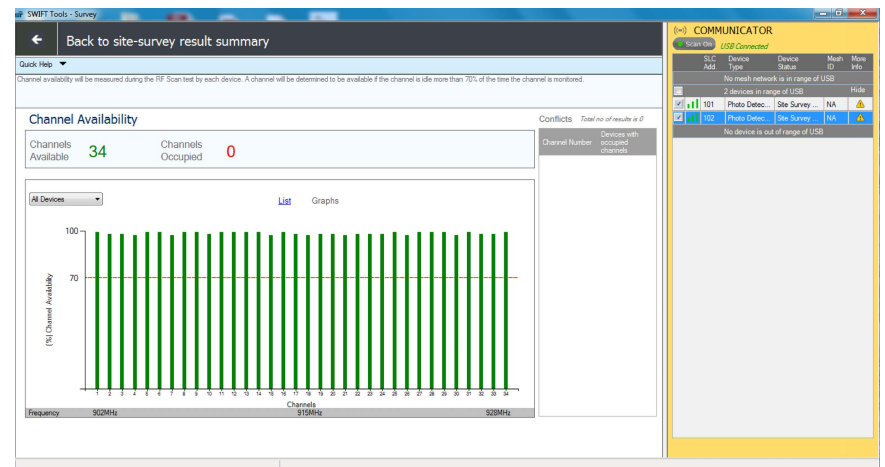 SWIFT Tools - Survey
Back to site-survey result summary
Quick Help
Channel availability will be measured during the RF Scan test by each device. A channel will be determined to be available if the channel is idle more than 70% of the time the channel is monitored.
Channel Availability
Channels Available 34
Channels Occupied 0
All Devices
List Graphs
100
70
(%) Channel Availability
1 2 3 4 5 6 7 8 9 10 11 12 13 14 15 16 17 18 19 20 21 22 23 24 25 26 27 28 29 30 31 32 33 34
Channels
Frequency 902MHz 915MHz 928MHz
Conflicts Total no of results is 0
Channel Number
Devices with
occupied
channels
COMMUNICATOR
Scan On USB Connected
SLC Add. Device Type Device Status Mesh ID More Info
No mesh network is in range of USB
2 devices in range of USB Hide
101 Photo Detec... Site Survey ... NA
102 Photo Detec... Site Survey ... NA
No device is out of range of USB